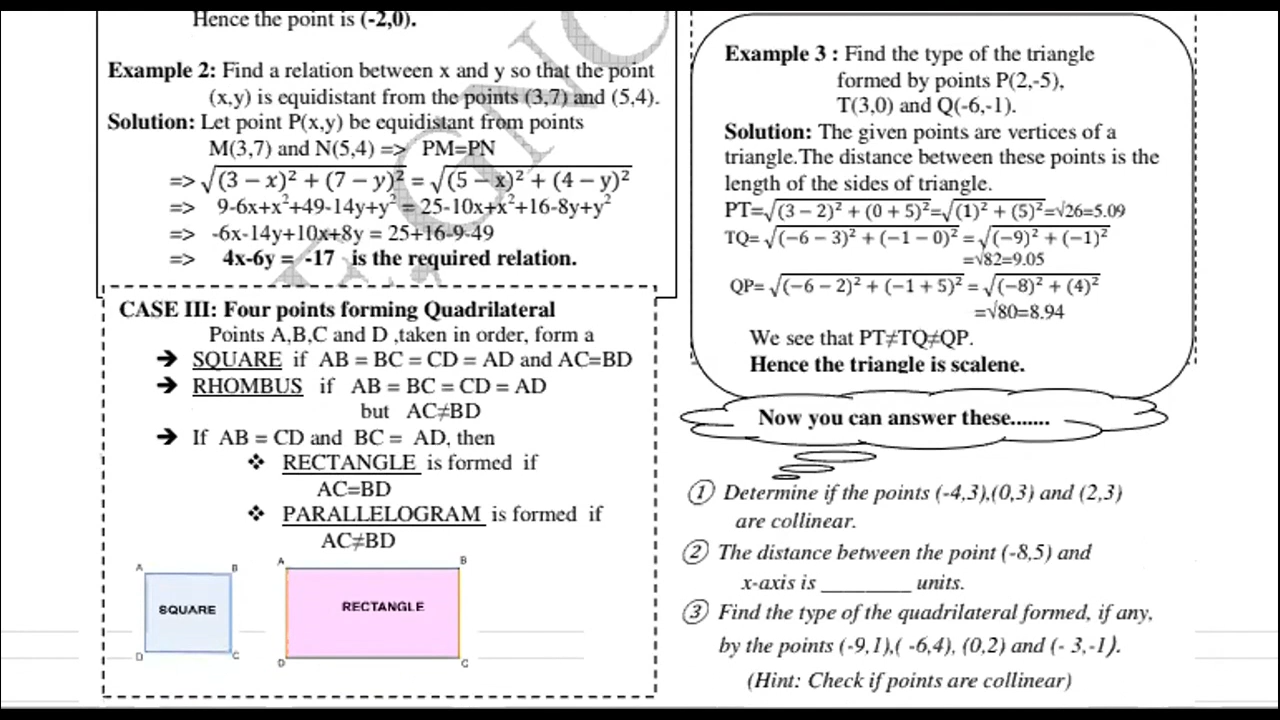 Hence the point is (-2,0).
Example 2: Find a relation between x and y so that the point
(x,y) is equidistant from the points (3,7) and (5,4).
Solution: Let point P(x,y) be equidistant from points
M(3,7) and N(5,4) => PM=PN
=> √(3 − x)² + (7 − y)² = √(5 − x)² + (4 − y)²
=> 9-6x+x²+49-14y+y² = 25-10x+x²+16-8y+y²
=> -6x-14y+10x+8y = 25+16-9-49
=> 4x-6y = -17 is the required relation.
CASE III: Four points forming Quadrilateral
Points A,B,C and D ,taken in order, form a
➔ SQUARE if AB = BC = CD = AD and AC=BD
➔ RHOMBUS if AB = BC = CD = AD
but AC≠BD
➔ If AB = CD and BC = AD, then
❖ RECTANGLE is formed if
AC=BD
❖ PARALLELOGRAM is formed if
AC≠BD
A B
SQUARE
D C
A B
RECTANGLE
D C
Example 3 : Find the type of the triangle
formed by points P(2,-5),
T(3,0) and Q(-6,-1).
Solution: The given points are vertices of a
triangle.The distance between these points is the
length of the sides of triangle.
PT=√(3 − 2)² + (0 + 5)²=√(1)² + (5)²=√26=5.09
TQ= √(−6 − 3)² + (−1 − 0)² = √(−9)² + (−1)²
=√82=9.05
QP= √(−6 − 2)² + (−1 + 5)² = √(−8)² + (4)²
=√80=8.94
We see that PT≠TQ≠QP.
Hence the triangle is scalene.
Now you can answer these.......
① Determine if the points (-4,3),(0,3) and (2,3)
are collinear.
② The distance between the point (-8,5) and
x-axis is ________ units.
③ Find the type of the quadrilateral formed, if any,
by the points (-9,1),( -6,4), (0,2) and (- 3,-1).
(Hint: Check if points are collinear)